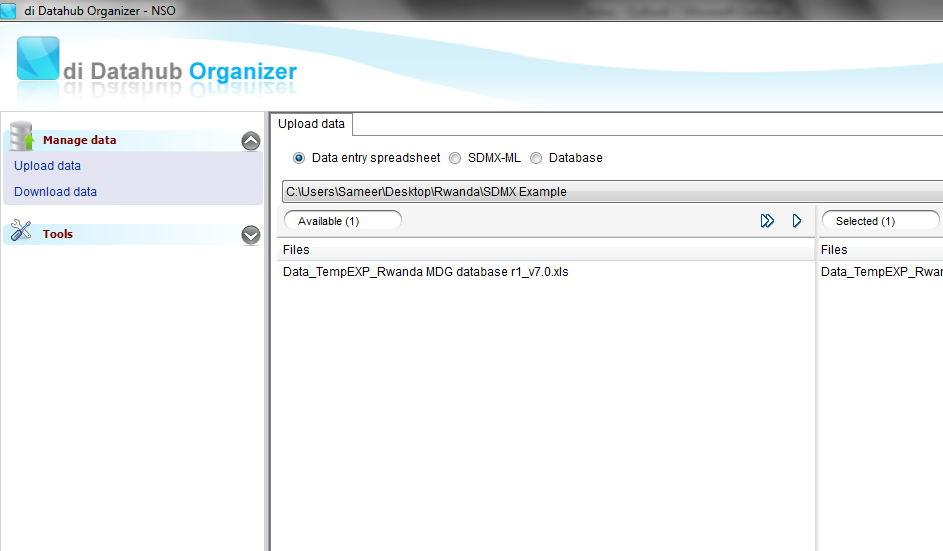 di Datahub Organizer - NSO
di Datahub Organizer
Manage data
Upload data
Download data
Tools
Upload data
Data entry spreadsheet SDMX-ML Database
C:\Users\Sameer\Desktop\Rwanda\SDMX Example
Available (1)
Selected (1)
Files
Data_TempEXP_Rwanda MDG database r1_v7.0.xls
Files
Data_TempEXP_Rwar